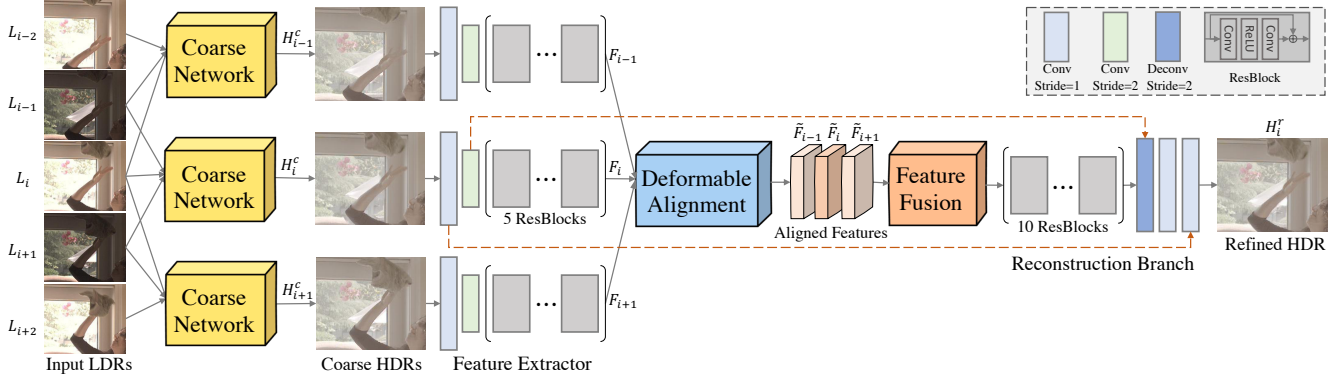 L_{i-2}
L_{i-1}
L_i
L_{i+1}
L_{i+2}
Input LDRs
Coarse
Network
Coarse
Network
Coarse
Network
H^c_{i-1}
H^c_i
H^c_{i+1}
Coarse HDRs
5 ResBlocks
Feature Extractor
F_{i-1}
F_i
F_{i+1}
Deformable
Alignment
F̃_{i-1} F̃_i F̃_{i+1}
Aligned Features
Feature
Fusion
10 ResBlocks
Reconstruction Branch
H^r_i
Refined HDR
Conv
Stride=1
Conv
Stride=2
Deconv
Stride=2
Conv
ReLU
Conv
ResBlock